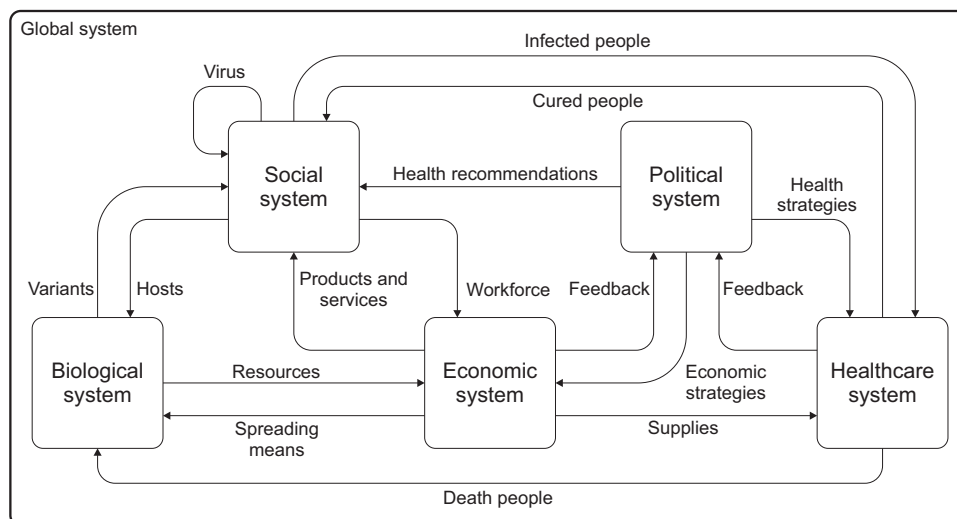 Global system
Infected people
Virus
Cured people
Social
system
Health recommendations
Political
system
Health
strategies
Variants
Hosts
Products and
services
Workforce
Feedback
Feedback
Biological
system
Resources
Economic
system
Economic
strategies
Healthcare
system
Spreading
means
Supplies
Death people